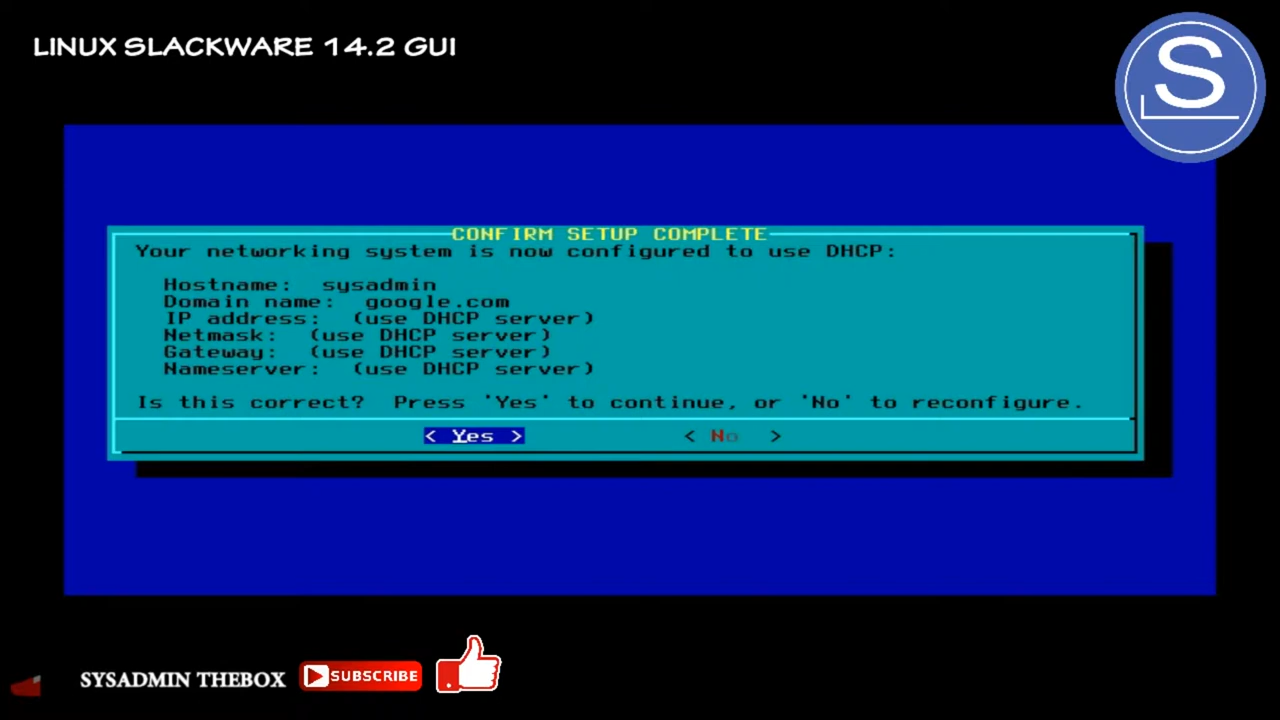 LINUX SLACKWARE 14.2 GUI
S
CONFIRM SETUP COMPLETE
Your networking system is now configured to use DHCP:
Hostname: sysadmin
Domain name: google.com
IP address: (use DHCP server)
Netmask: (use DHCP server)
Gateway: (use DHCP server)
Nameserver: (use DHCP server)
Is this correct? Press 'Yes' to continue, or 'No' to reconfigure.
< Yes > < No >
SYSADMIN THEBOX SUBSCRIBE